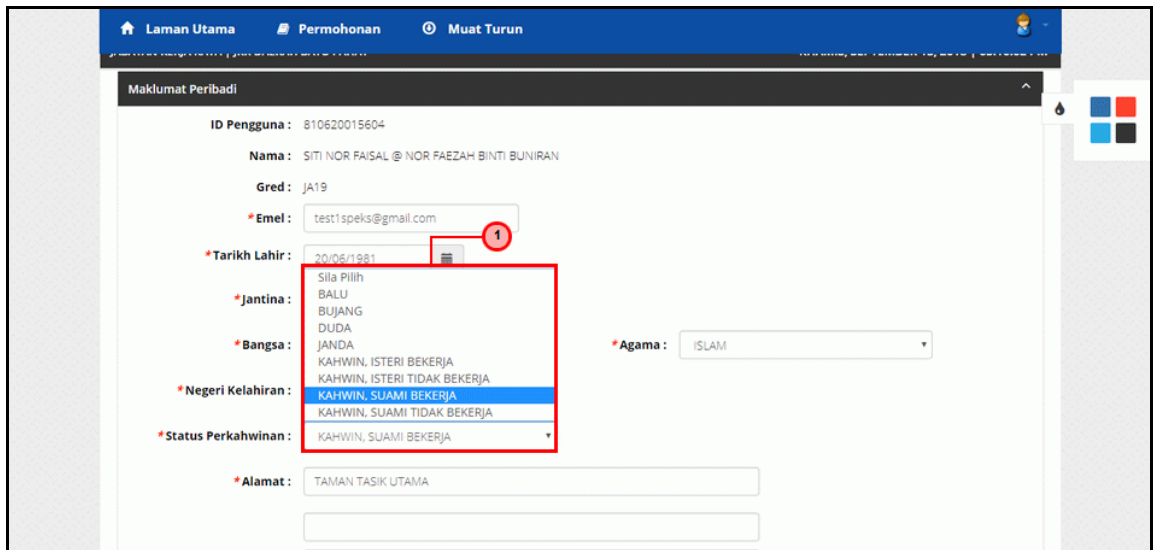 Laman Utama Permohonan Muat Turun
Maklumat Peribadi
ID Pengguna : 810620015604
Nama : SITI NOR FAISAL @ NOR FAEZAH BINTI BUNIRAN
Gred : JA19
*Emel : test1speks@gmail.com
1
*Tarikh Lahir : 20/06/1981
Sila Pilih
BALU
*Jantina :
BUJANG
DUDA
*Bangsa : JANDA *Agama : ISLAM
KAHWIN, ISTERI BEKERJA
KAHWIN, ISTERI TIDAK BEKERJA
*Negeri Kelahiran : KAHWIN, SUAMI BEKERJA
KAHWIN, SUAMI TIDAK BEKERJA
*Status Perkahwinan : KAHWIN, SUAMI BEKERJA
*Alamat : TAMAN TASIK UTAMA